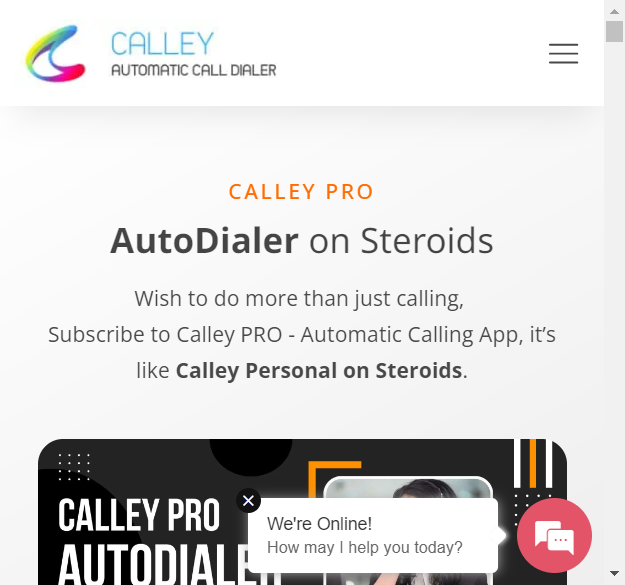 CALLEY
AUTOMATIC CALL DIALER
CALLEY PRO
AutoDialer on Steroids
Wish to do more than just calling,
Subscribe to Calley PRO - Automatic Calling App, it’s
like Calley Personal on Steroids.
CALLEY PRO
AUTODIALER
We're Online!
How may I help you today?